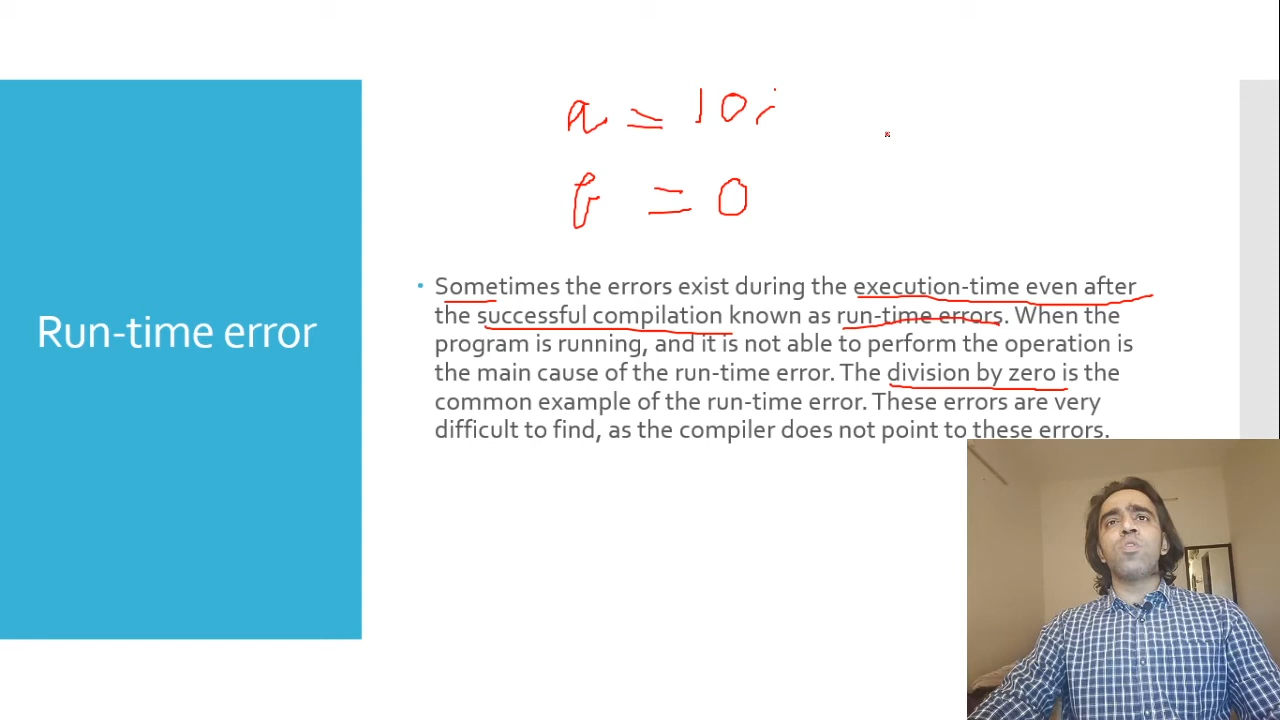 a = 10;
b = 0
Run-time error
• Sometimes the errors exist during the execution-time even after
the successful compilation known as run-time errors. When the
program is running, and it is not able to perform the operation is
the main cause of the run-time error. The division by zero is the
common example of the run-time error. These errors are very
difficult to find, as the compiler does not point to these errors.